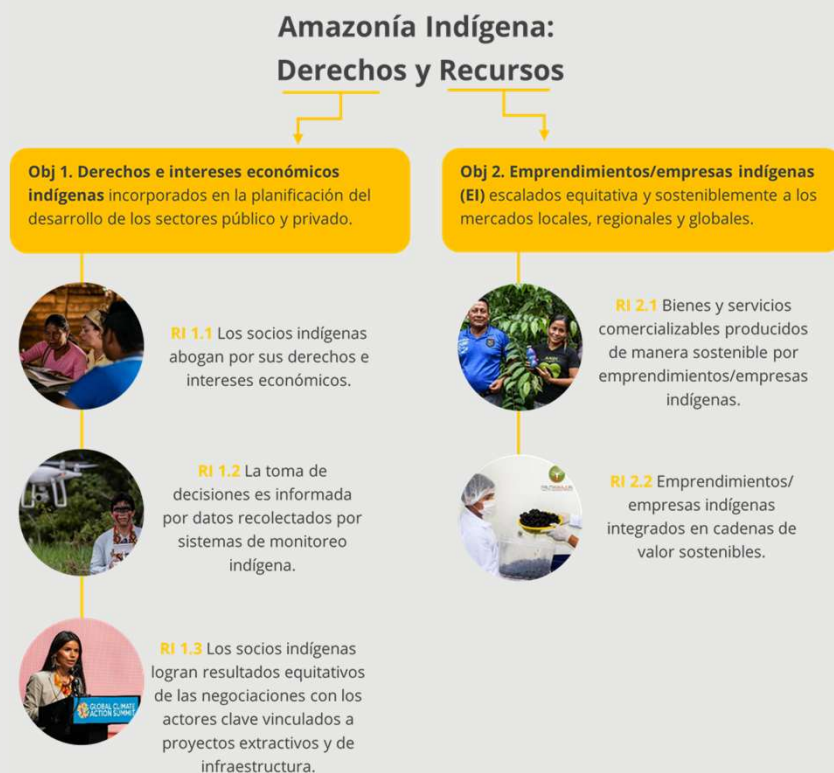 Amazonía Indígena:
Derechos y Recursos
Obj 1. Derechos e intereses económicos
indígenas incorporados en la planificación del
desarrollo de los sectores público y privado.
RI 1.1 Los socios indígenas
abogan por sus derechos e
intereses económicos.
RI 1.2 La toma de
decisiones es informada
por datos recolectados por
sistemas de monitoreo
indígena.
RI 1.3 Los socios indígenas
logran resultados equitativos
de las negociaciones con los
actores clave vinculados a
proyectos extractivos y de
infraestructura.
GLOBAL CLIMATE
ACTION SUMMIT
Obj 2. Emprendimientos/empresas indígenas
(EI) escalados equitativa y sosteniblemente a los
mercados locales, regionales y globales.
RI 2.1 Bienes y servicios
comercializables producidos
de manera sostenible por
emprendimientos/empresas
indígenas.
RI 2.2 Emprendimientos/
empresas indígenas
integrados en cadenas de
valor sostenibles.